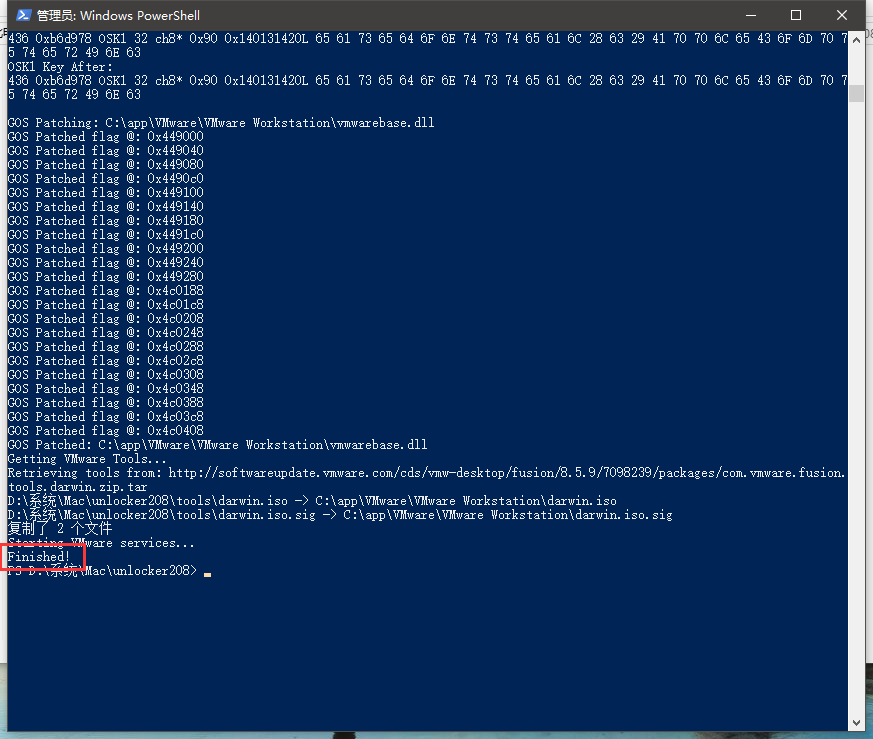 管理员: Windows PowerShell
436 0xb6d978 OSK1 32 ch8* 0x90 0x140131420L 65 61 73 65 64 6F 6E 74 73 74 65 61 6C 28 63 29 41 70 70 6C 65 43 6F 6D 70 7
5 74 65 72 49 6E 63
OSK1 Key After:
436 0xb6d978 OSK1 32 ch8* 0x90 0x140131420L 65 61 73 65 64 6F 6E 74 73 74 65 61 6C 28 63 29 41 70 70 6C 65 43 6F 6D 70 7
5 74 65 72 49 6E 63
GOS Patching: C:\app\VMware\VMware Workstation\vmwarebase.dll
GOS Patched flag @: 0x449000
GOS Patched flag @: 0x449040
GOS Patched flag @: 0x449080
GOS Patched flag @: 0x4490c0
GOS Patched flag @: 0x449100
GOS Patched flag @: 0x449140
GOS Patched flag @: 0x449180
GOS Patched flag @: 0x4491c0
GOS Patched flag @: 0x449200
GOS Patched flag @: 0x449240
GOS Patched flag @: 0x449280
GOS Patched flag @: 0x4c0188
GOS Patched flag @: 0x4c01c8
GOS Patched flag @: 0x4c0208
GOS Patched flag @: 0x4c0248
GOS Patched flag @: 0x4c0288
GOS Patched flag @: 0x4c02c8
GOS Patched flag @: 0x4c0308
GOS Patched flag @: 0x4c0348
GOS Patched flag @: 0x4c0388
GOS Patched flag @: 0x4c03c8
GOS Patched flag @: 0x4c0408
GOS Patched: C:\app\VMware\VMware Workstation\vmwarebase.dll
Getting VMware Tools...
Retrieving tools from: http://softwareupdate.vmware.com/cds/vmw-desktop/fusion/8.5.9/7098239/packages/com.vmware.fusion.
tools.darwin.zip.tar
D:\系统\Mac\unlocker208\tools\darwin.iso -> C:\app\VMware\VMware Workstation\darwin.iso
D:\系统\Mac\unlocker208\tools\darwin.iso.sig -> C:\app\VMware\VMware Workstation\darwin.iso.sig
复制了 2 个文件
Starting VMware services...
Finished!
PS D:\系统\Mac\unlocker208>